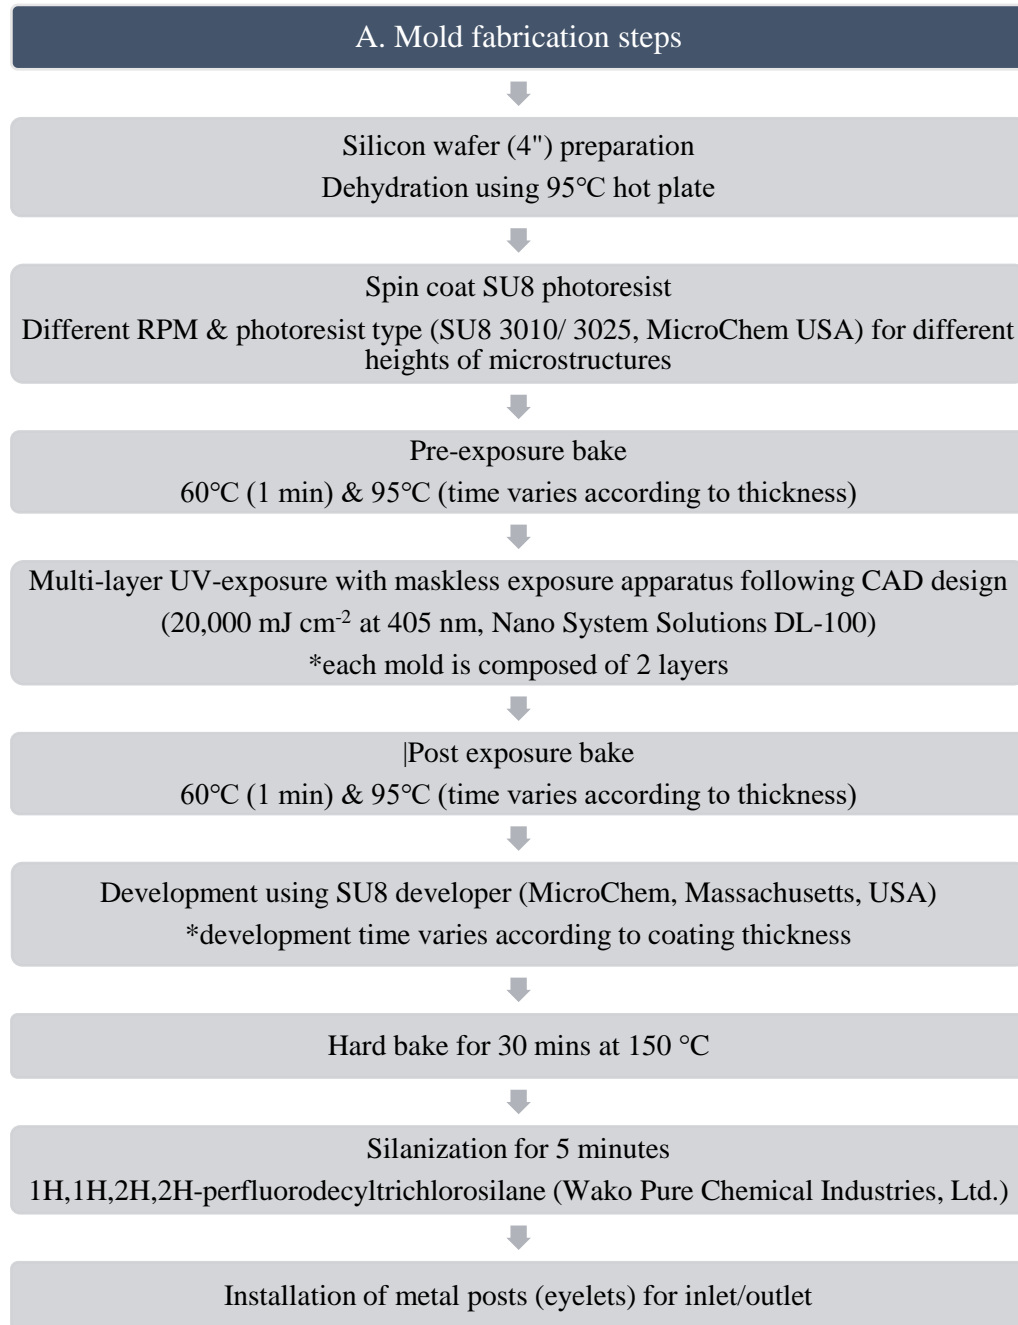 A. Mold fabrication steps
Silicon wafer (4") preparation
Dehydration using 95°C hot plate
Spin coat SU8 photoresist
Different RPM & photoresist type (SU8 3010/ 3025, MicroChem USA) for different
heights of microstructures
Pre-exposure bake
60°C (1 min) & 95°C (time varies according to thickness)
Multi-layer UV-exposure with maskless exposure apparatus following CAD design
(20,000 mJ cm⁻² at 405 nm, Nano System Solutions DL-100)
*each mold is composed of 2 layers
|Post exposure bake
60°C (1 min) & 95°C (time varies according to thickness)
Development using SU8 developer (MicroChem, Massachusetts, USA)
*development time varies according to coating thickness
Hard bake for 30 mins at 150 °C
Silanization for 5 minutes
1H,1H,2H,2H-perfluorodecyltrichlorosilane (Wako Pure Chemical Industries, Ltd.)
Installation of metal posts (eyelets) for inlet/outlet